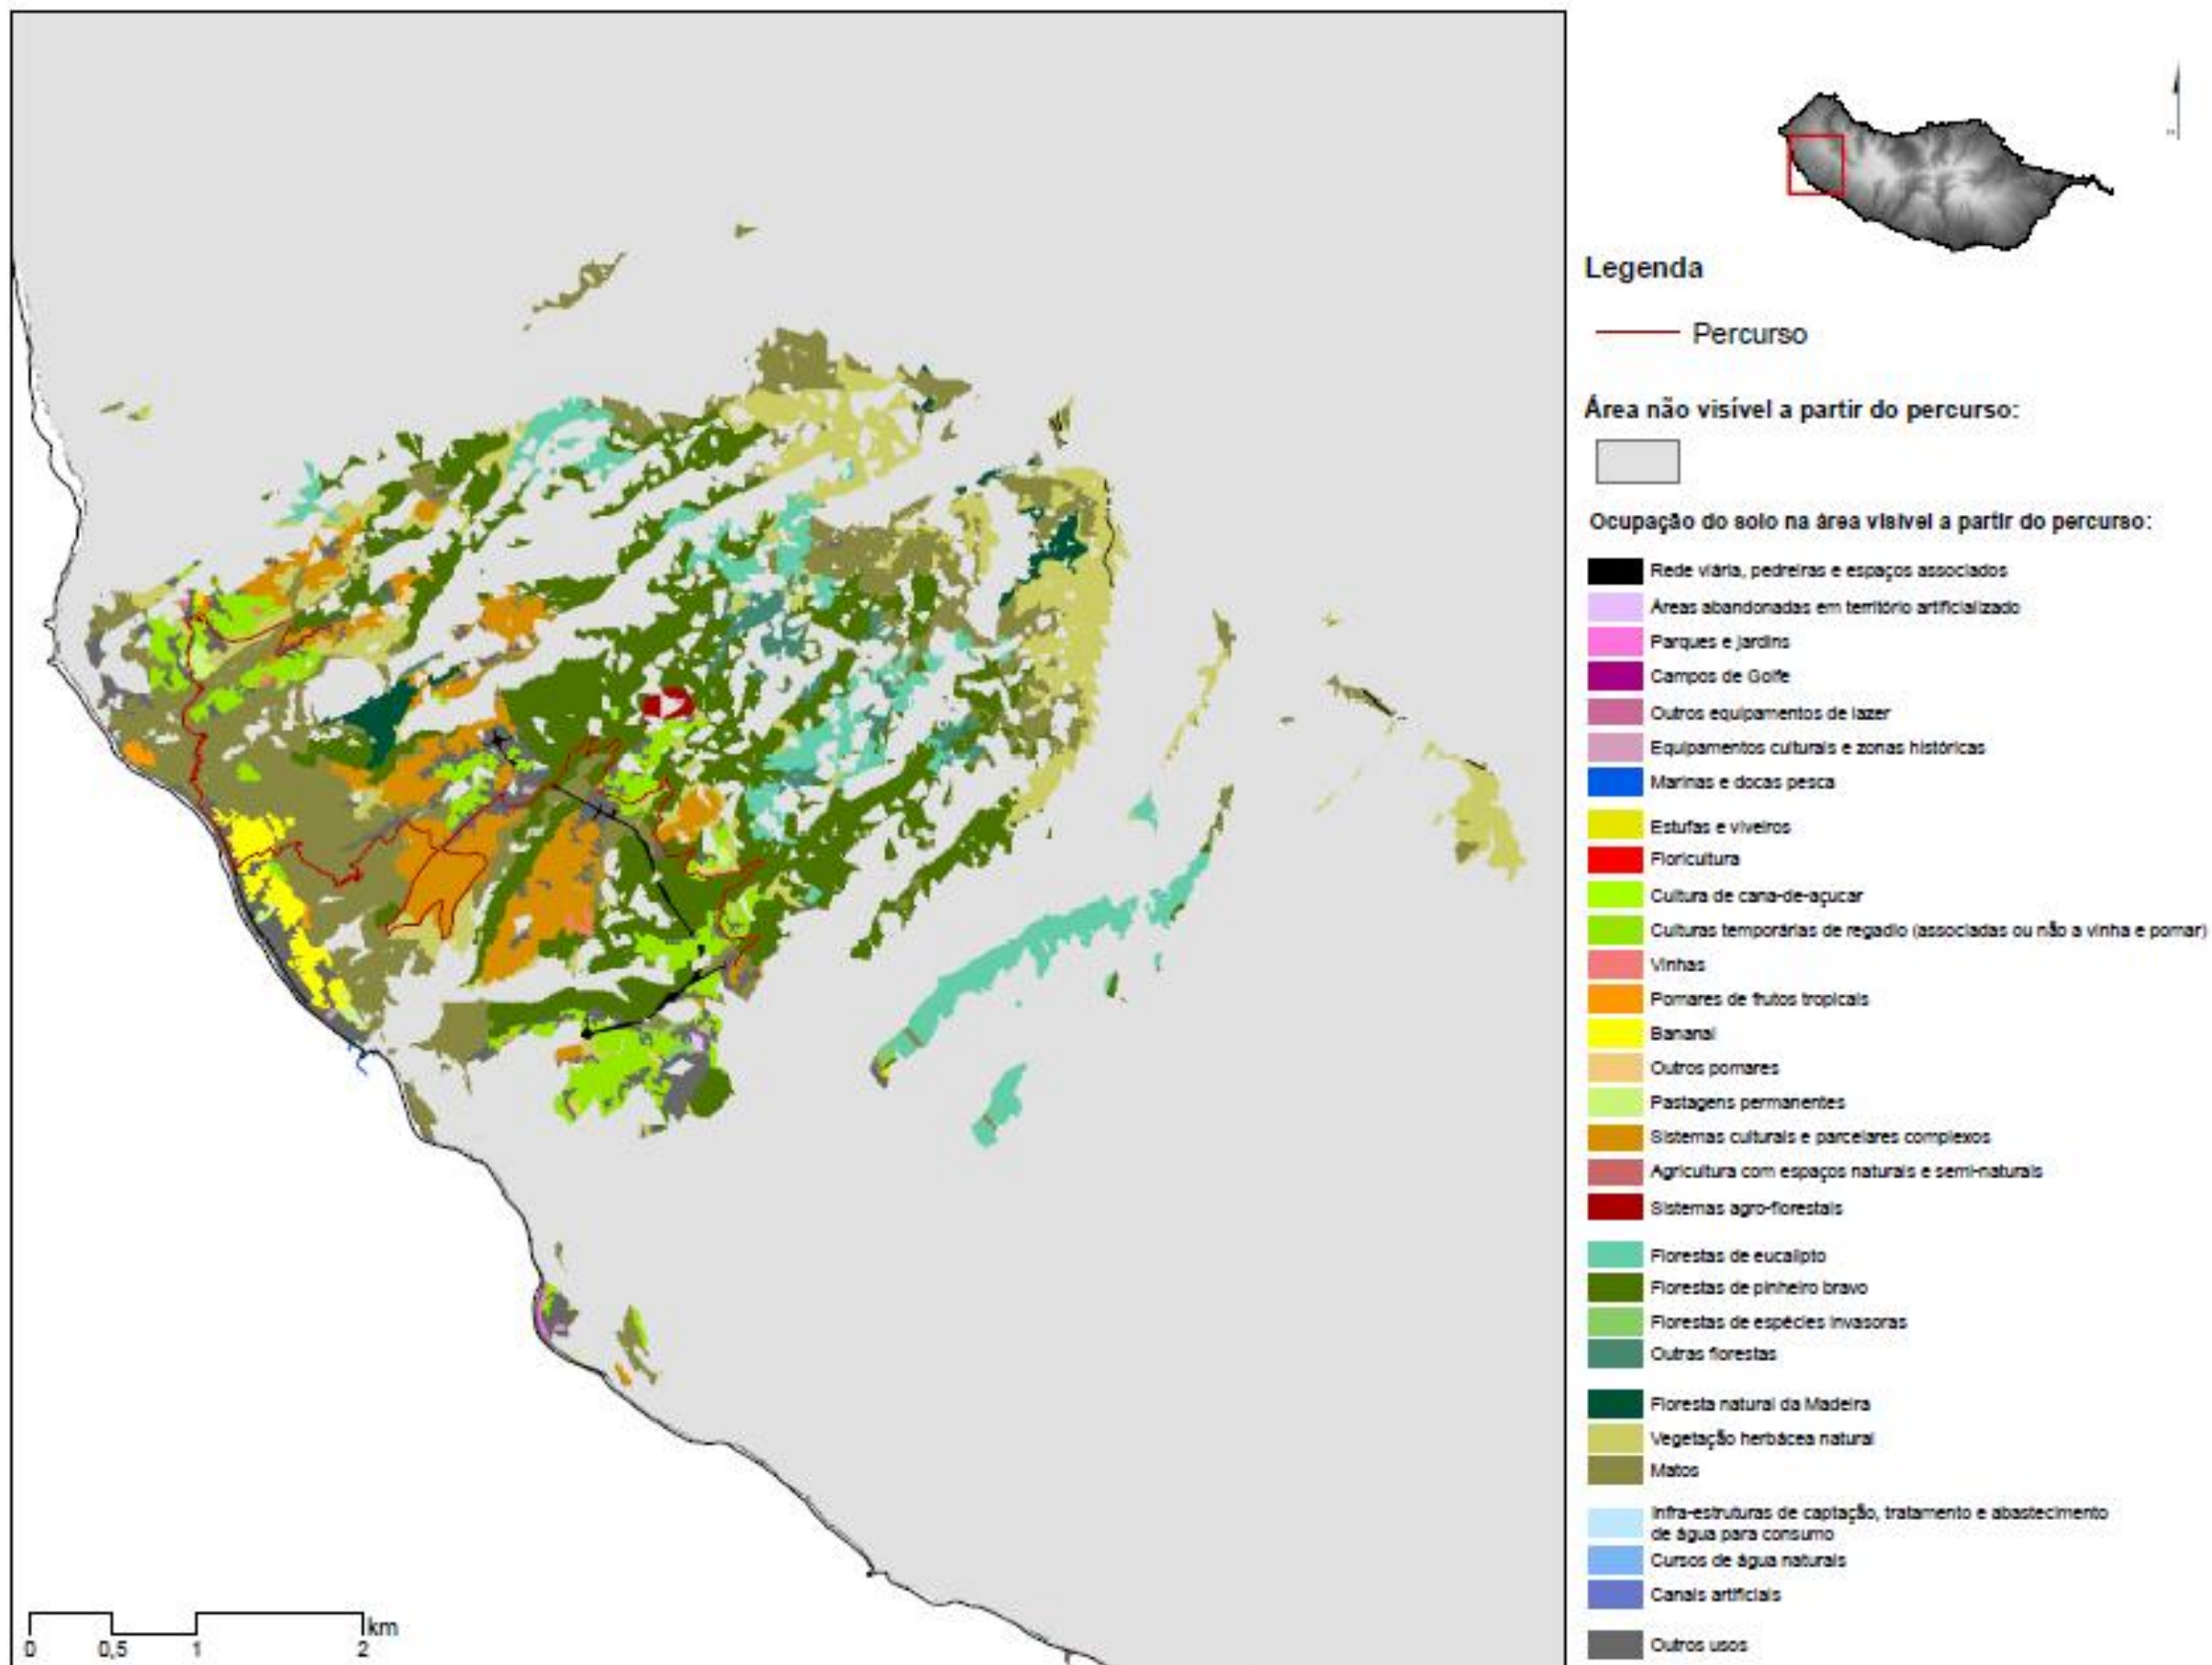 Legenda
Percurso
Área não visível a partir do percurso:
Ocupação do solo na área visível a partir do percurso:
Rede viária, pedreiras e espaços associados
Áreas abandonadas em território artificializado
Parques e jardins
Campos de Golfe
Outros equipamentos de lazer
Equipamentos culturais e zonas históricas
Marinas e docas pesca
Estufas e viveiros
Floricultura
Cultura de cana-de-açucar
Culturas temporárias de regadio (associadas ou não a vinha e pomar)
Vinhas
Pomares de frutos tropicais
Bananal
Outros pomares
Pastagens permanentes
Sistemas culturais e parcelares complexos
Agricultura com espaços naturais e semi-naturais
Sistemas agro-florestais
Florestas de eucalipto
Florestas de pinheiro bravo
Florestas de espécies invasoras
Outras florestas
Floresta natural da Madeira
Vegetação herbácea natural
Matos
Infra-estruturas de captação, tratamento e abastecimento
de água para consumo
Cursos de água naturais
Canais artificiais
Outros usos
km
0 0,5 1 2